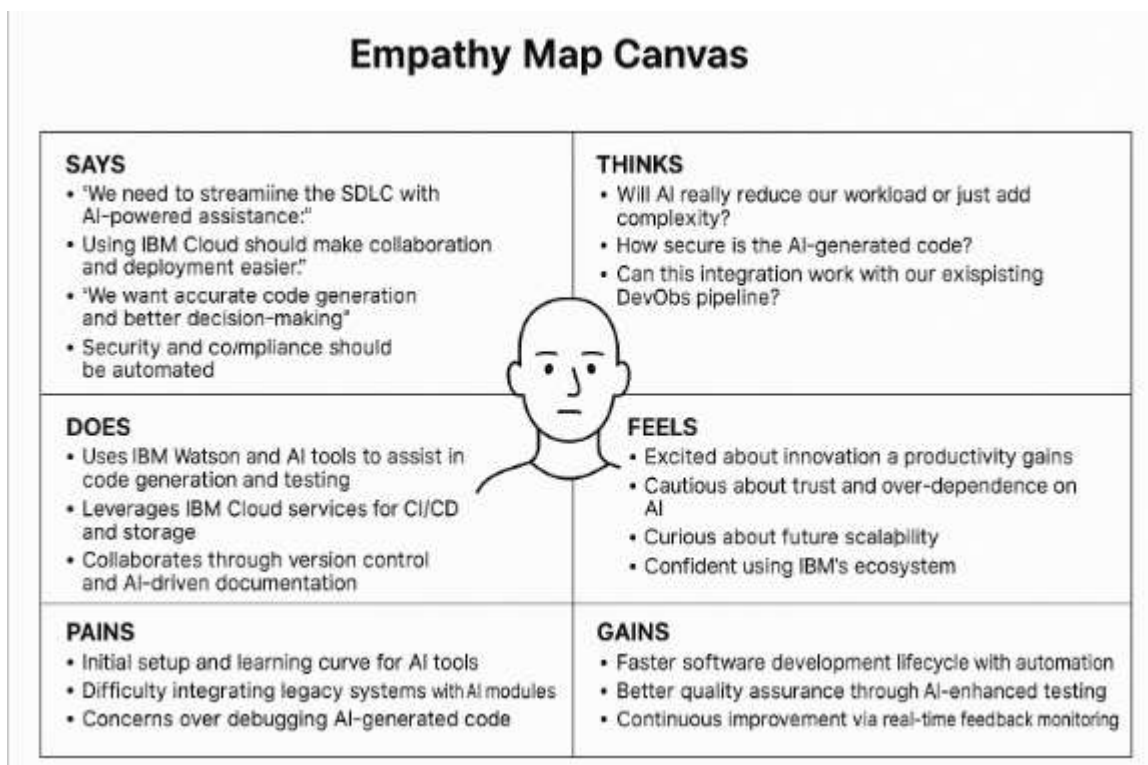 Empathy Map Canvas
SAYS
• "We need to streamline the SDLC with
AI-powered assistance:"
• Using IBM Cloud should make collaboration
and deployment easier."
• "We want accurate code generation
and better decision-making"
• Security and compliance should
be automated
THINKS
• Will AI really reduce our workload or just add
complexity?
• How secure is the AI-generated code?
• Can this integration work with our exispisting
DevObs pipeline?
DOES
• Uses IBM Watson and AI tools to assist in
code generation and testing
• Leverages IBM Cloud services for CI/CD
and storage
• Collaborates through version control
and AI-driven documentation
FEELS
• Excited about innovation a productivity gains
• Cautious about trust and over-dependence on
AI
• Curious about future scalability
• Confident using IBM's ecosystem
PAINS
• Initial setup and learning curve for AI tools
• Difficulty integrating legacy systems with AI modules
• Concerns over debugging AI-generated code
GAINS
• Faster software development lifecycle with automation
• Better quality assurance through AI-enhanced testing
• Continuous improvement via real-time feedback monitoring